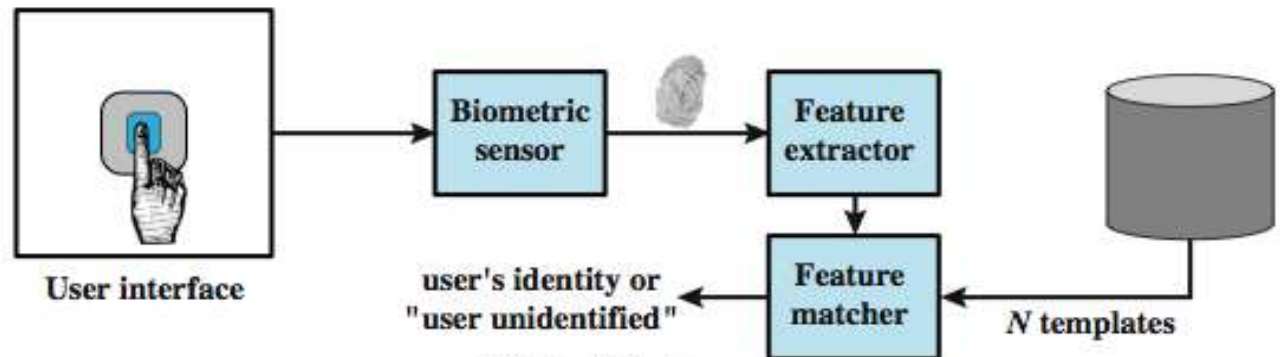 Biometric
sensor
Feature
extractor
User interface
user's identity or
"user unidentified"
Feature
matcher
N templates